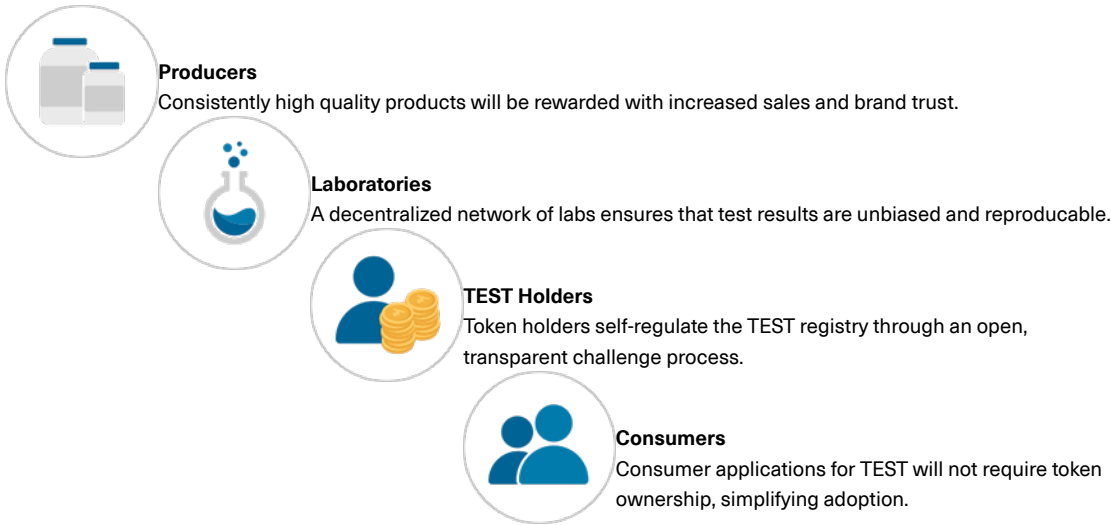 Producers
Consistently high quality products will be rewarded with increased sales and brand trust.
Laboratories
A decentralized network of labs ensures that test results are unbiased and reproducable.
TEST Holders
Token holders self-regulate the TEST registry through an open,
transparent challenge process.
Consumers
Consumer applications for TEST will not require token
ownership, simplifying adoption.